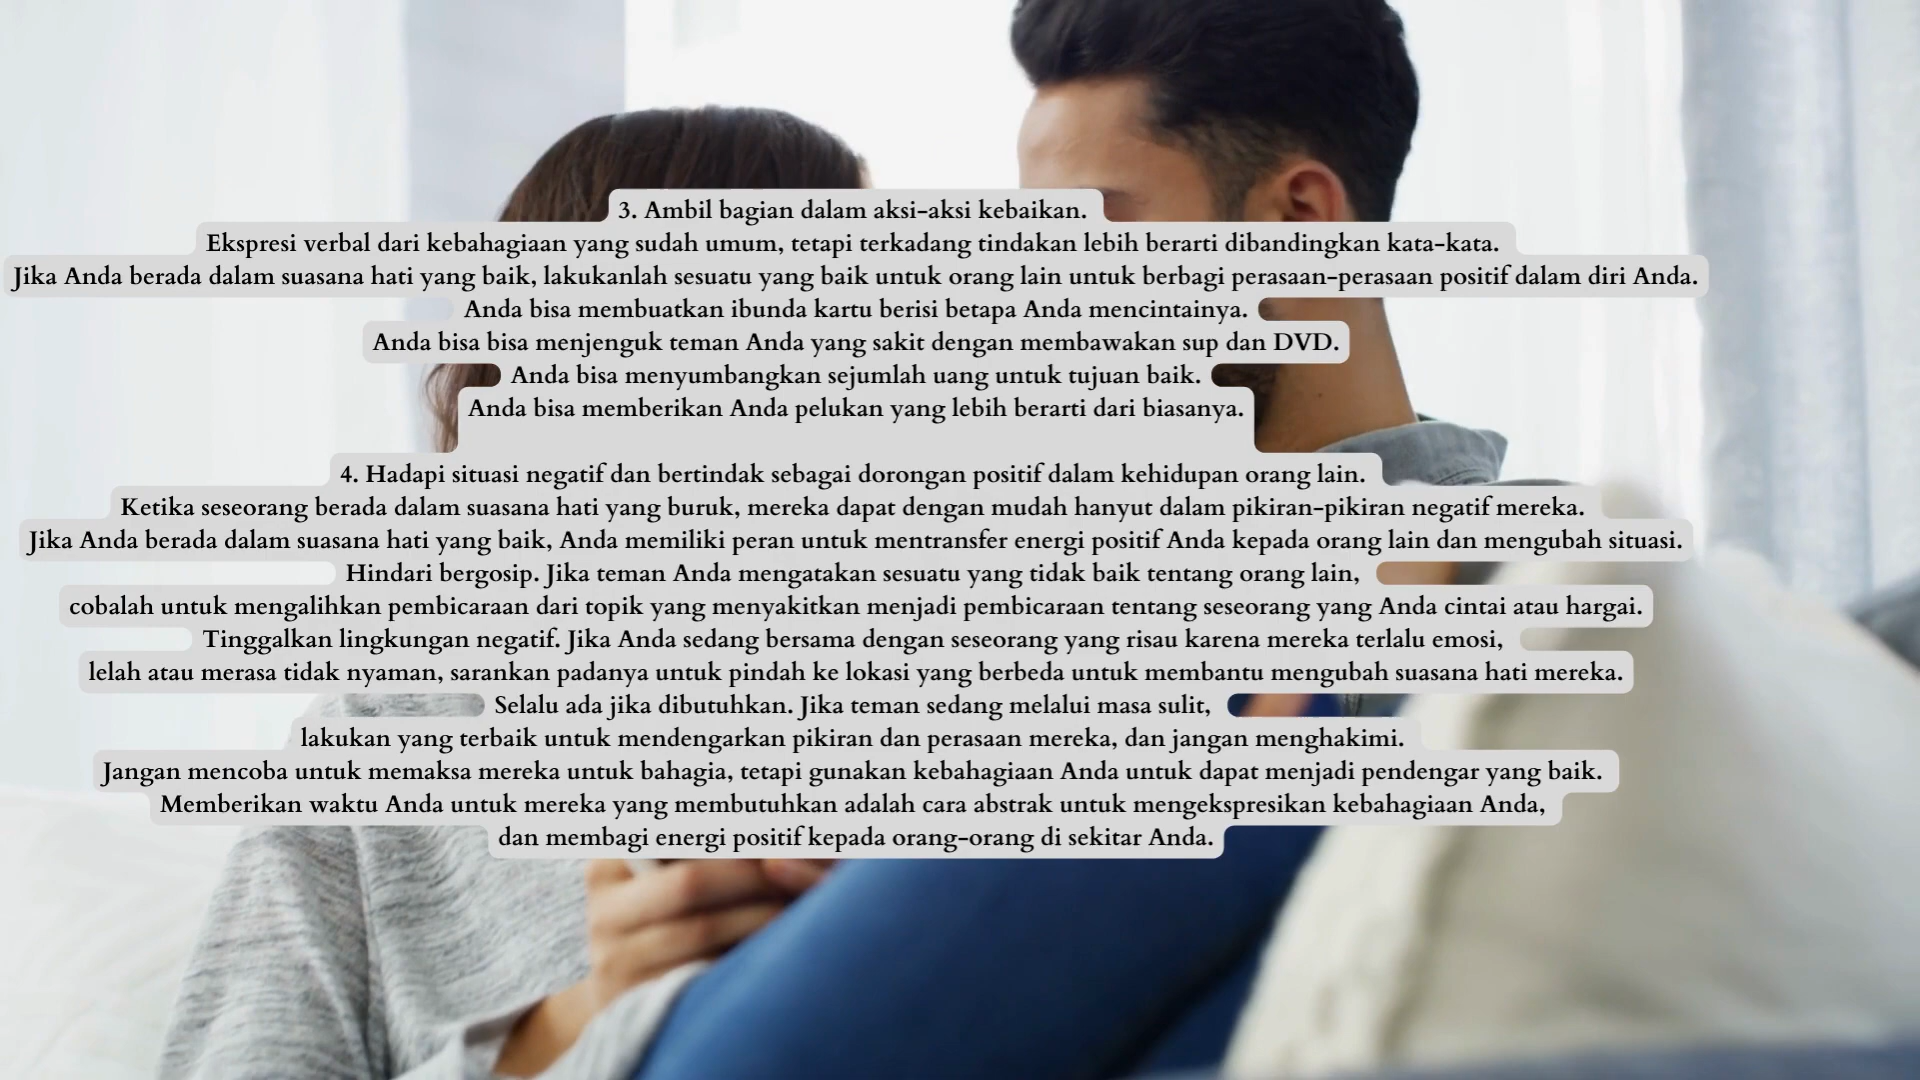 3. Ambil bagian dalam aksi-aksi kebaikan.
Ekspresi verbal dari kebahagiaan yang sudah umum, tetapi terkadang tindakan lebih berarti dibandingkan kata-kata.
Jika Anda berada dalam suasana hati yang baik, lakukanlah sesuatu yang baik untuk orang lain untuk berbagi perasaan-perasaan positif dalam diri Anda.
Anda bisa membuatkan ibunda kartu berisi betapa Anda mencintainya.
Anda bisa bisa menjenguk teman Anda yang sakit dengan membawakan sup dan DVD.
Anda bisa menyumbangkan sejumlah uang untuk tujuan baik.
Anda bisa memberikan Anda pelukan yang lebih berarti dari biasanya.
4. Hadapi situasi negatif dan bertindak sebagai dorongan positif dalam kehidupan orang lain.
Ketika seseorang berada dalam suasana hati yang buruk, mereka dapat dengan mudah hanyut dalam pikiran-pikiran negatif mereka.
Jika Anda berada dalam suasana hati yang baik, Anda memiliki peran untuk mentransfer energi positif Anda kepada orang lain dan mengubah situasi.
Hindari bergosip. Jika teman Anda mengatakan sesuatu yang tidak baik tentang orang lain,
cobalah untuk mengalihkan pembicaraan dari topik yang menyakitkan menjadi pembicaraan tentang seseorang yang Anda cintai atau hargai.
Tinggalkan lingkungan negatif. Jika Anda sedang bersama dengan seseorang yang risau karena mereka terlalu emosi,
lelah atau merasa tidak nyaman, sarankan padanya untuk pindah ke lokasi yang berbeda untuk membantu mengubah suasana hati mereka.
Selalu ada jika dibutuhkan. Jika teman sedang melalui masa sulit,
lakukan yang terbaik untuk mendengarkan pikiran dan perasaan mereka, dan jangan menghakimi.
Jangan mencoba untuk memaksa mereka untuk bahagia, tetapi gunakan kebahagiaan Anda untuk dapat menjadi pendengar yang baik.
Memberikan waktu Anda untuk mereka yang membutuhkan adalah cara abstrak untuk mengekspresikan kebahagiaan Anda,
dan membagi energi positif kepada orang-orang di sekitar Anda.